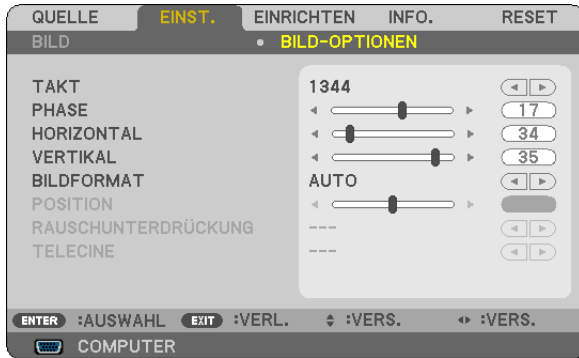 QUELLE EINST. EINRICHTEN INFO. RESET
BILD • BILD-OPTIONEN
TAKT 1344
PHASE 17
HORIZONTAL 34
VERTIKAL 35
BILDFORMAT AUTO
POSITION
RAUSCHUNTERDRÜCKUNG ---
TELECINE ---
ENTER :AUSWAHL EXIT :VERL. :VERS. :VERS.
COMPUTER